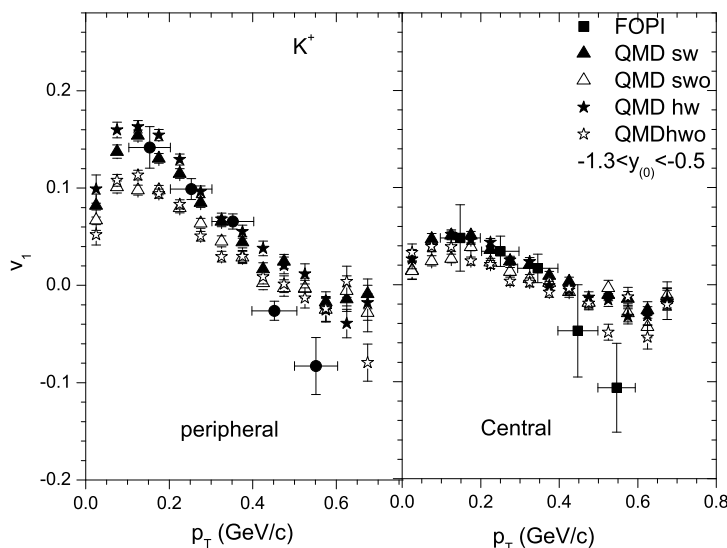 K⁺
FOPI
QMD sw
QMD swo
QMD hw
QMDhwo
-1.3<y₍₀₎<-0.5
0.2
0.1
0.0
-0.1
-0.2
v₁
peripheral
Central
0.0 0.2 0.4 0.6 0.0 0.2 0.4 0.6 0.8
p_T (GeV/c) p_T (GeV/c)